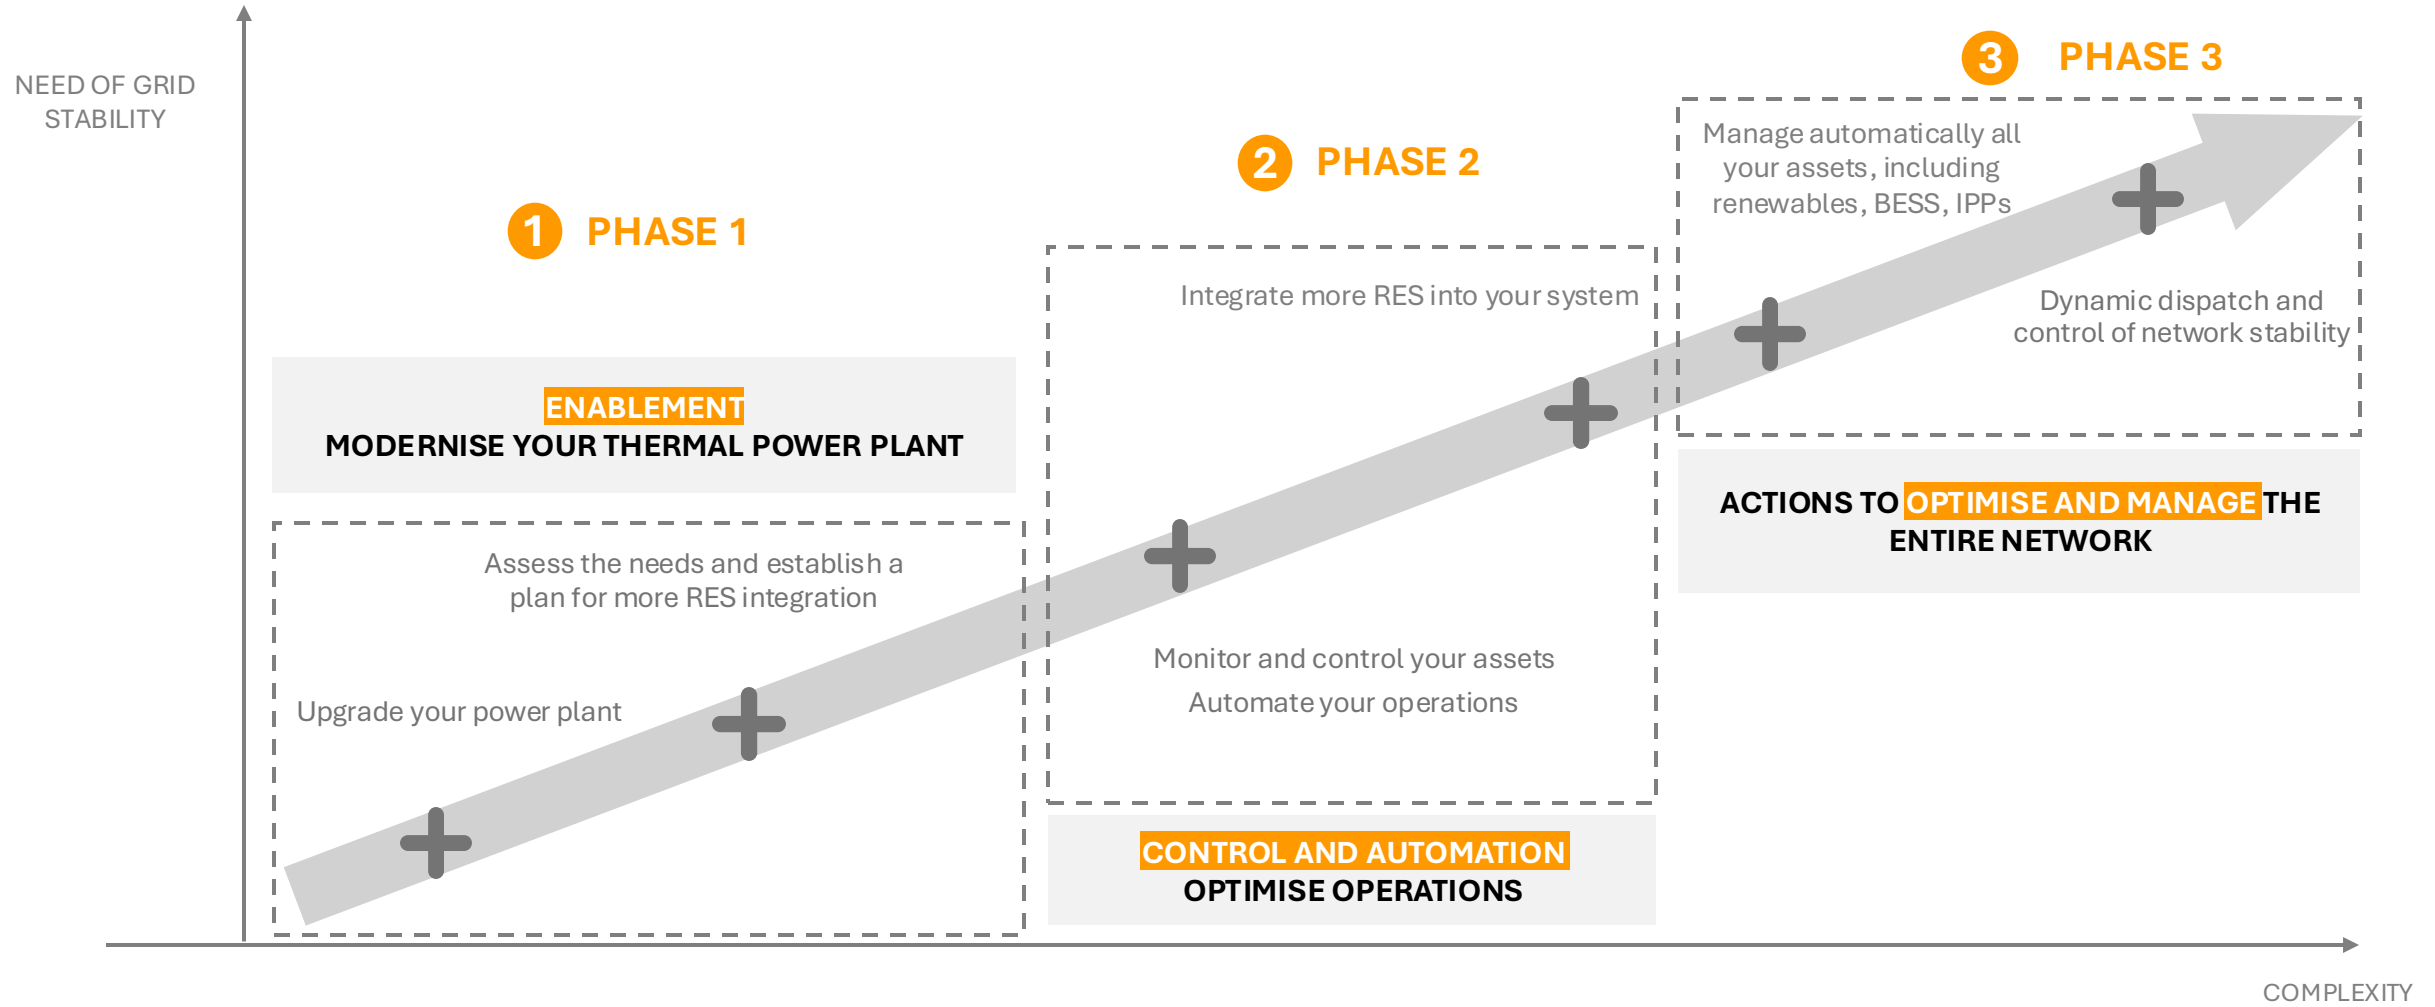 NEED OF GRID
STABILITY
1 PHASE 1
ENABLEMENT
MODERNISE YOUR THERMAL POWER PLANT
Assess the needs and establish a
plan for more RES integration
Upgrade your power plant
2 PHASE 2
Integrate more RES into your system
Monitor and control your assets
Automate your operations
CONTROL AND AUTOMATION
OPTIMISE OPERATIONS
3 PHASE 3
Manage automatically all
your assets, including
renewables, BESS, IPPs
Dynamic dispatch and
control of network stability
ACTIONS TO OPTIMISE AND MANAGE THE
ENTIRE NETWORK
COMPLEXITY